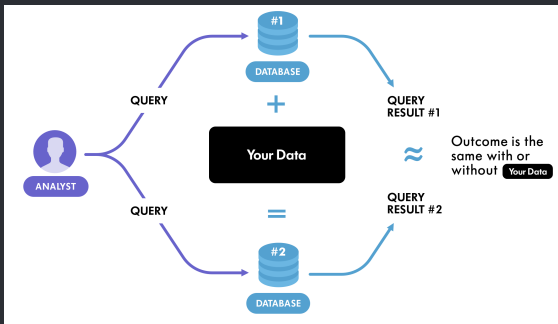 #1
DATABASE
QUERY
+
QUERY
RESULT #1
Your Data
ANALYST
≈
Outcome is the
same with or
without Your Data
QUERY
=
QUERY
RESULT #2
#2
DATABASE